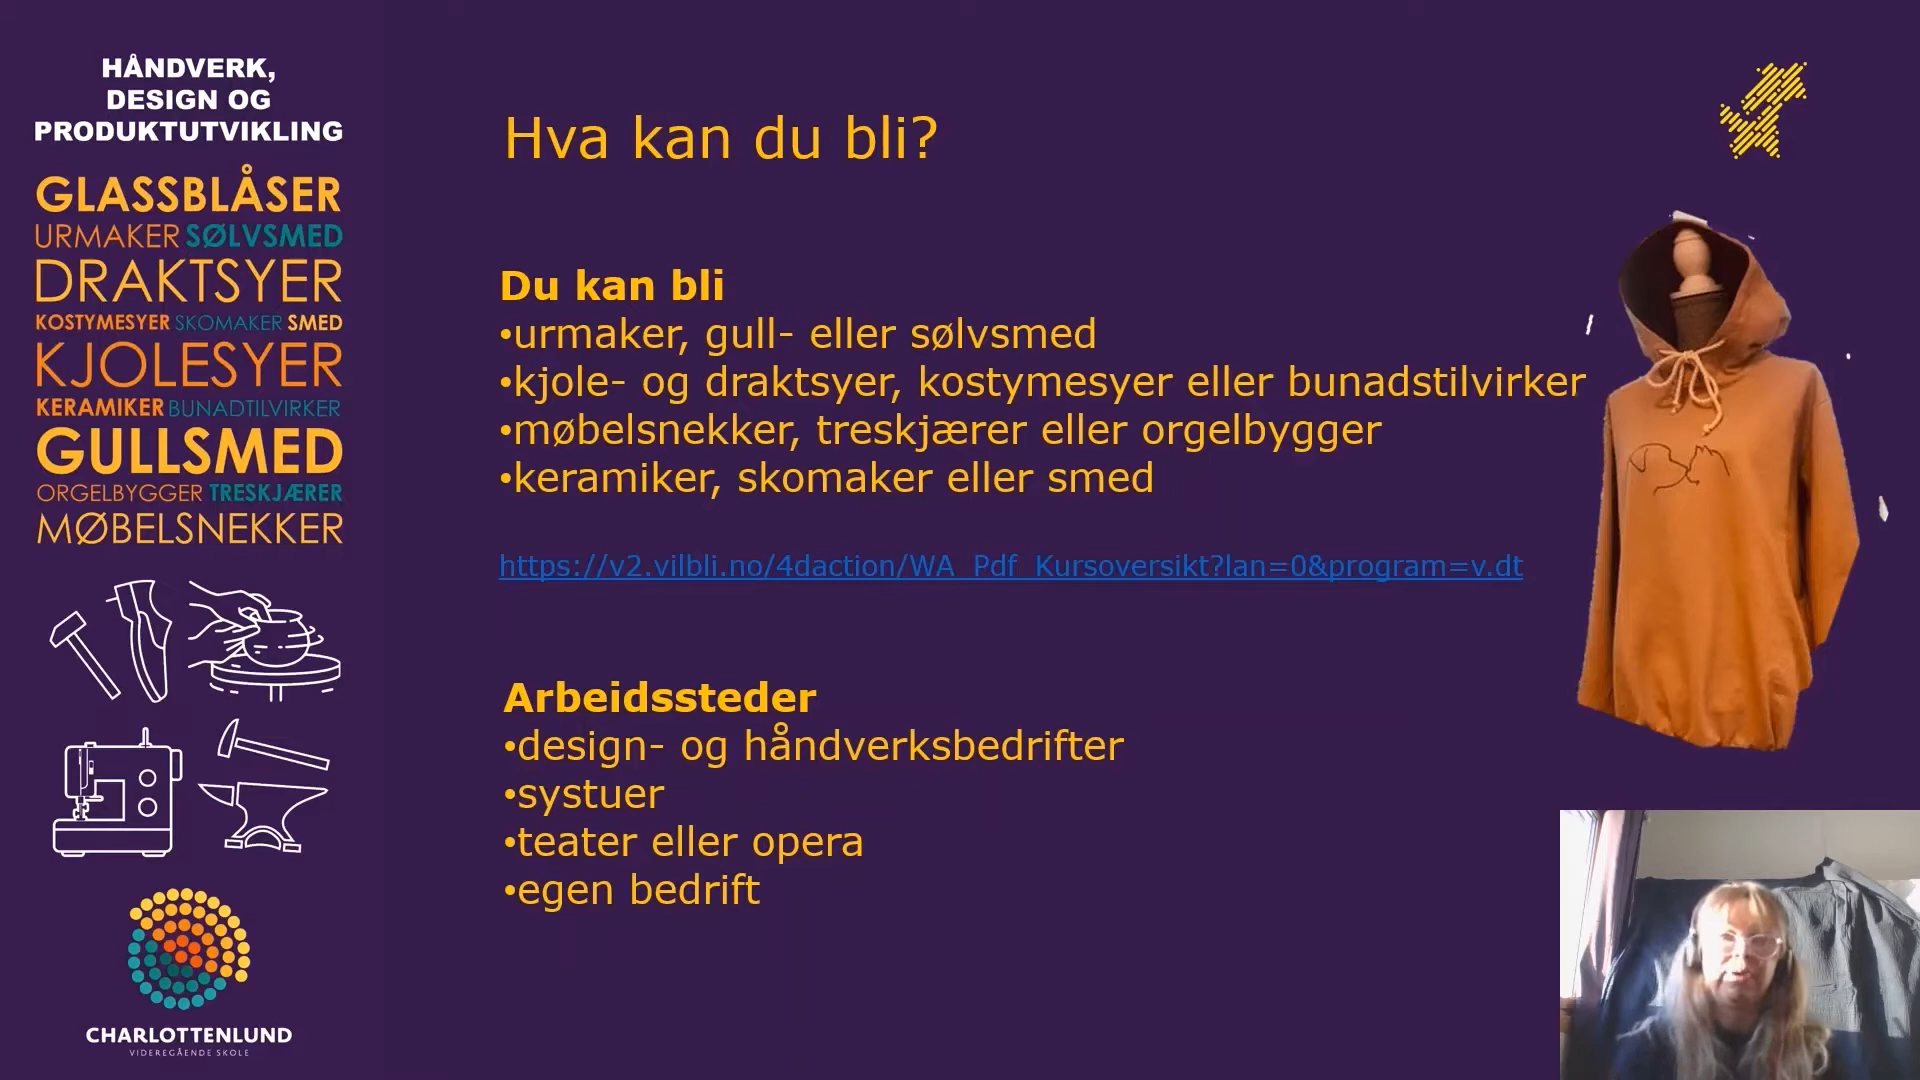 HÅNDVERK,
DESIGN OG
PRODUKTUTVIKLING
GLASSBLÅSER
URMAKER SØLVSMED
DRAKTSYER
KOSTYMESYER SKOMAKER SMED
KJOLESYER
KERAMIKER BUNADTILVIRKER
GULLSMED
ORGELBYGGER TRESKJÆRER
MØBELSNEKKER
CHARLOTTENLUND
VIDEREGÅENDE SKOLE
Hva kan du bli?
Du kan bli
•urmaker, gull- eller sølvsmed
•kjole- og draktsyer, kostymesyer eller bunadstilvirker
•møbelsnekker, treskjærer eller orgelbygger
•keramiker, skomaker eller smed
https://v2.vilbli.no/4daction/WA_Pdf_Kursoversikt?lan=0&program=v.dt
Arbeidssteder
•design- og håndverksbedrifter
•systuer
•teater eller opera
•egen bedrift